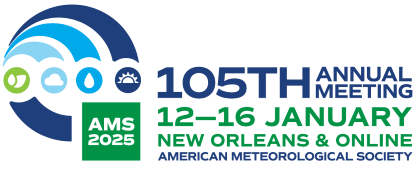 AMS
2025
105TH ANNUAL
MEETING
12–16 JANUARY
NEW ORLEANS & ONLINE
AMERICAN METEOROLOGICAL SOCIETY